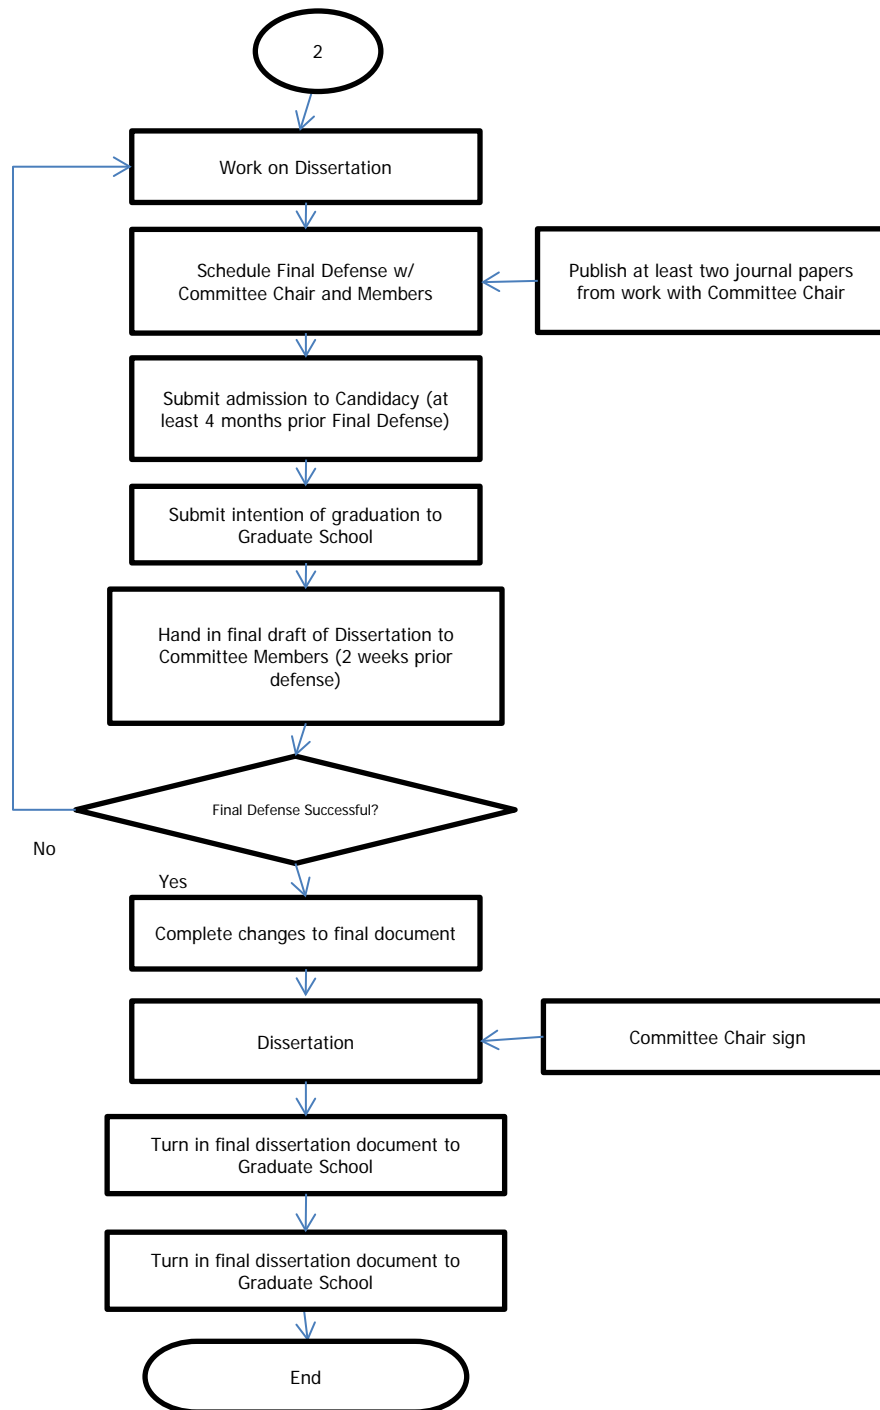 2
Work on Dissertation
Schedule Final Defense w/
Committee Chair and Members
Publish at least two journal papers
from work with Committee Chair
Submit admission to Candidacy (at
least 4 months prior Final Defense)
Submit intention of graduation to
Graduate School
Hand in final draft of Dissertation to
Committee Members (2 weeks prior
defense)
Final Defense Successful?
No
Yes
Complete changes to final document
Dissertation
Committee Chair sign
Turn in final dissertation document to
Graduate School
Turn in final dissertation document to
Graduate School
End